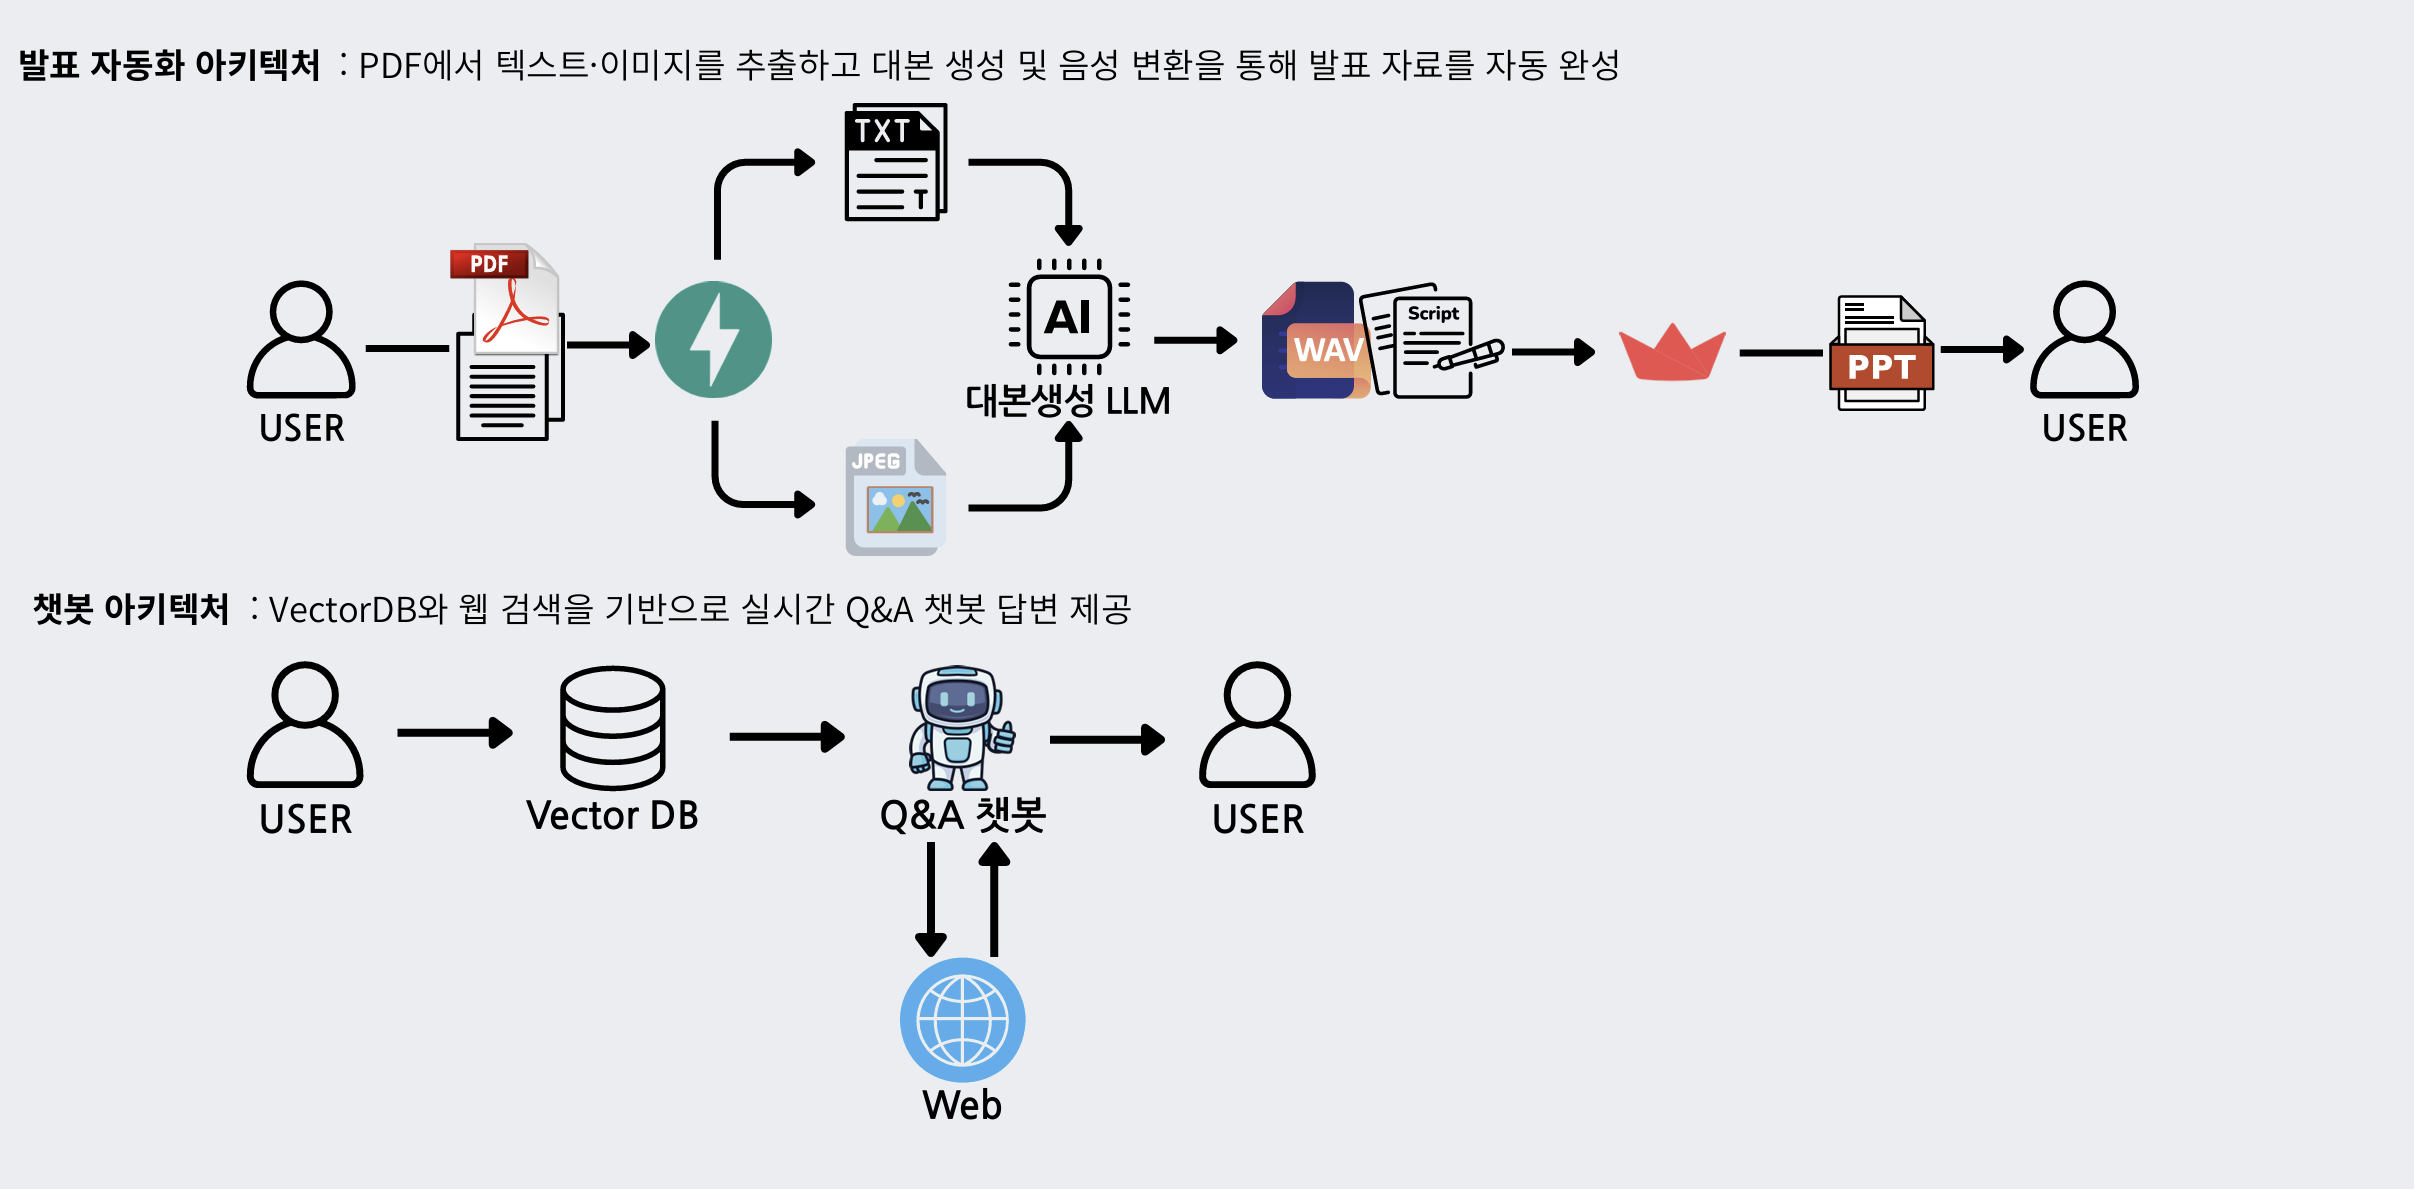 발표 자동화 아키텍처 : PDF에서 텍스트·이미지를 추출하고 대본 생성 및 음성 변환을 통해 발표 자료를 자동 완성
TXT
T
PDF
AI
WAV
Script
PPT
대본생성 LLM
USER
USER
JPEG
챗봇 아키텍처 : VectorDB와 웹 검색을 기반으로 실시간 Q&A 챗봇 답변 제공
USER
Vector DB
Q&A 챗봇
USER
Web